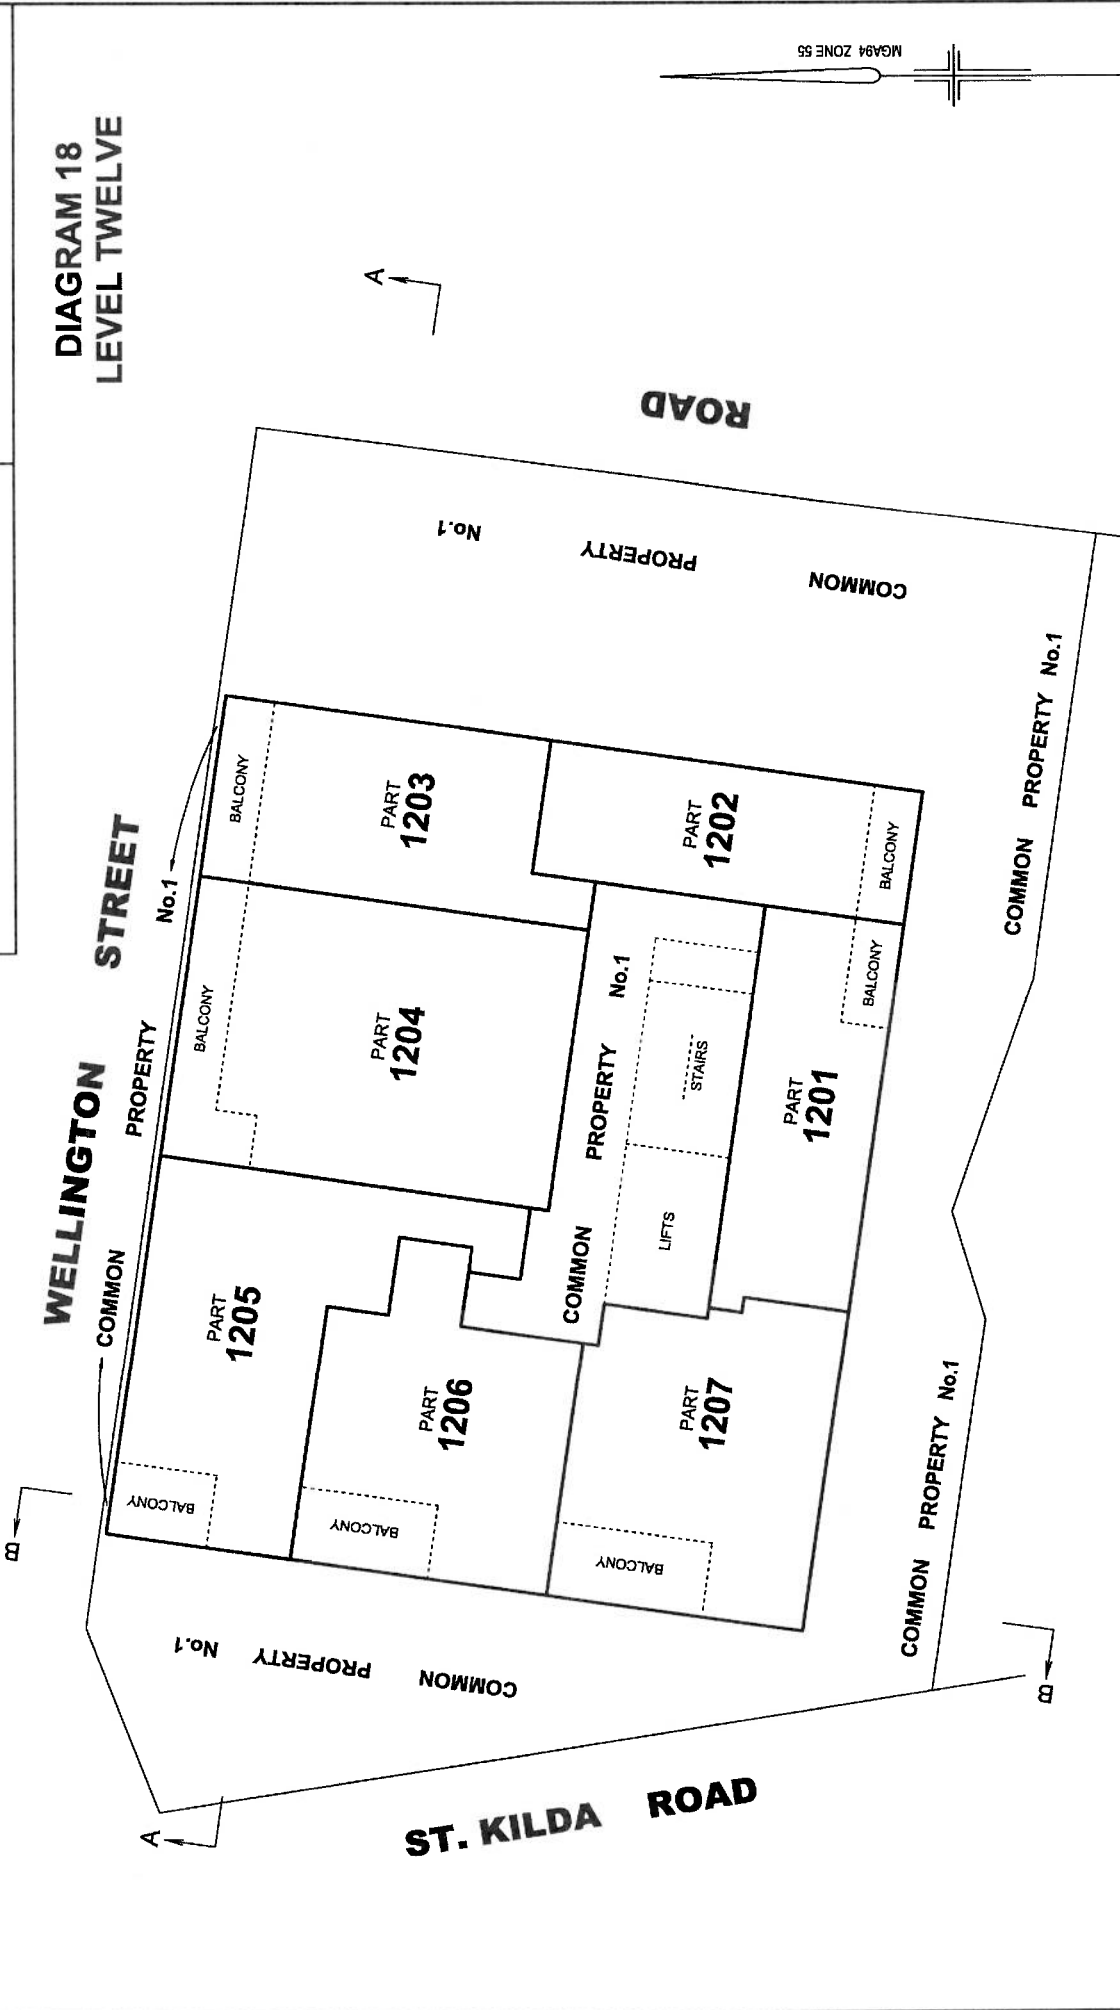 DIAGRAM 18
LEVEL TWELVE
MGA94 ZONE 55
A
ROAD
WELLINGTON STREET
COMMON PROPERTY No.1
COMMON PROPERTY No.1
BALCONY
PART
1203
PART
1202
BALCONY
BALCONY
PART
1204
COMMON PROPERTY No.1
STAIRS
LIFTS
BALCONY
PART
1201
COMMON PROPERTY No.1
PART
1205
BALCONY
PART
1206
BALCONY
PART
1207
BALCONY
COMMON PROPERTY No.1
B
COMMON PROPERTY No.1
B
A
ST. KILDA ROAD